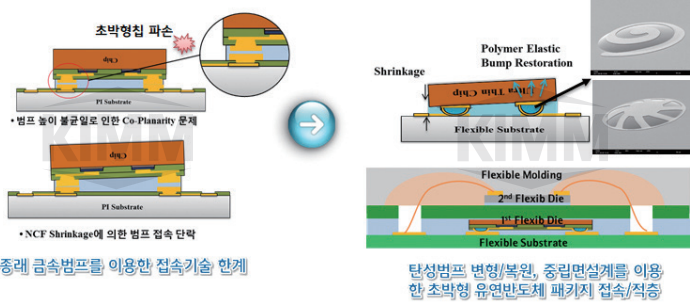 초박형칩 파손
Chip
PI Substrate
• 범프 높이 불균일로 인한 Co-Planarity 문제
Chip
PI Substrate
• NCF Shrinkage에 의한 범프 접속 단락
종래 금속범프를 이용한 접속기술 한계
Polymer Elastic
Bump Restoration
Shrinkage
Ultra Thin Chip
Flexible Substrate
Flexible Molding
2nd Flexib Die
1st Flexib Die
Flexible Substrate
탄성범프 변형/복원, 중립면설계를 이용
한 초박형 유연반도체 패키지 접속/적층
KIMM
KIMM